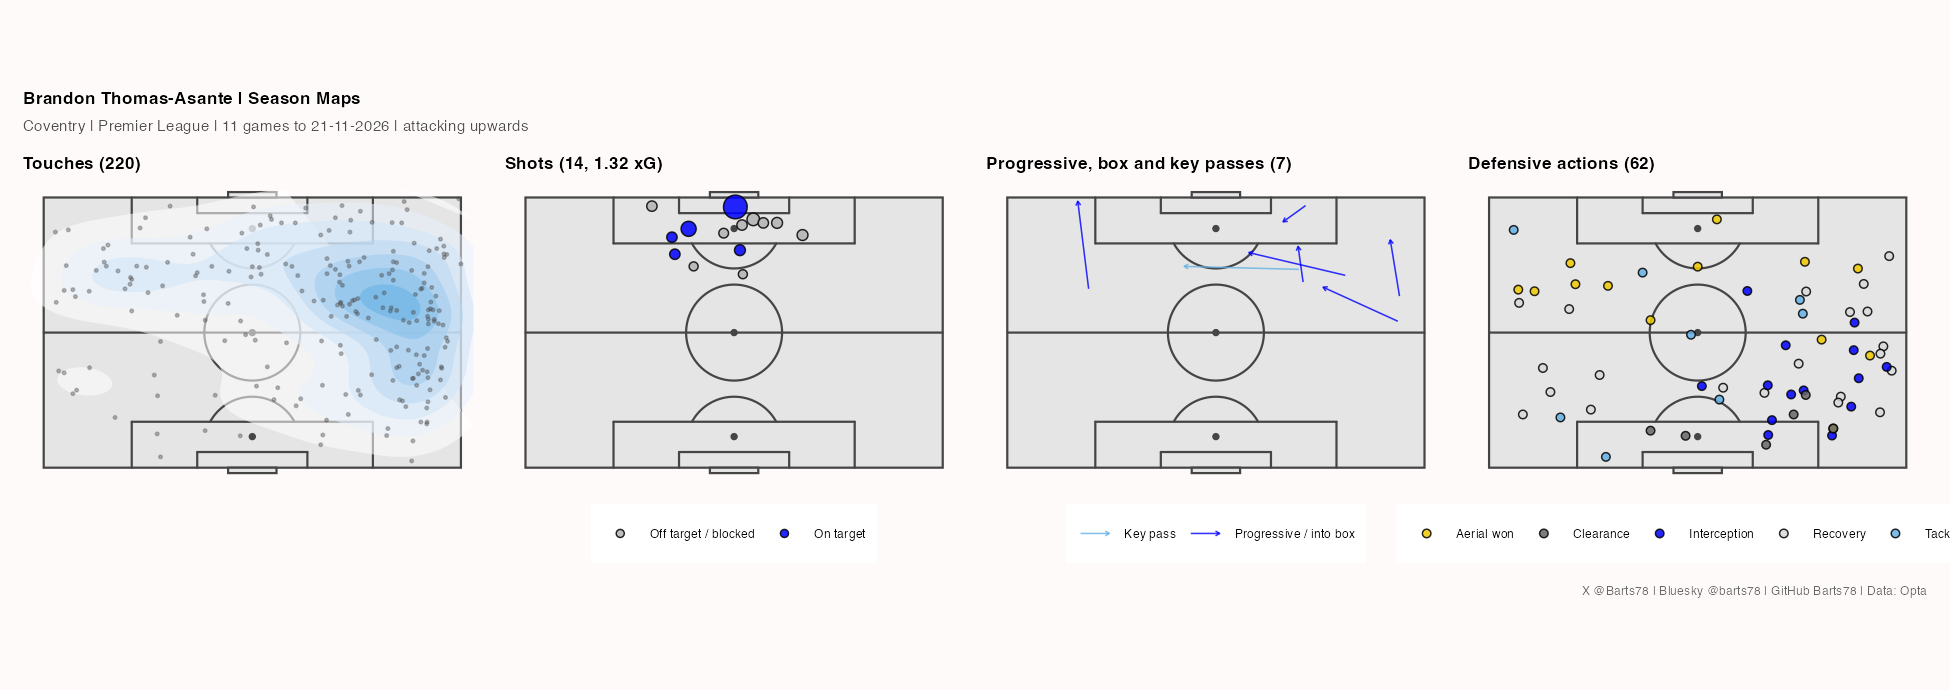 Brandon Thomas-Asante | Season Maps
Coventry | Premier League | 11 games to 21-11-2026 | attacking upwards
Touches (220)
Shots (14, 1.32 xG)
Progressive, box and key passes (7)
Defensive actions (62)
Off target / blocked
On target
Key pass
Progressive / into box
Aerial won
Clearance
Interception
Recovery
Tack
X @Barts78 | Bluesky @barts78 | GitHub Barts78 | Data: Opta